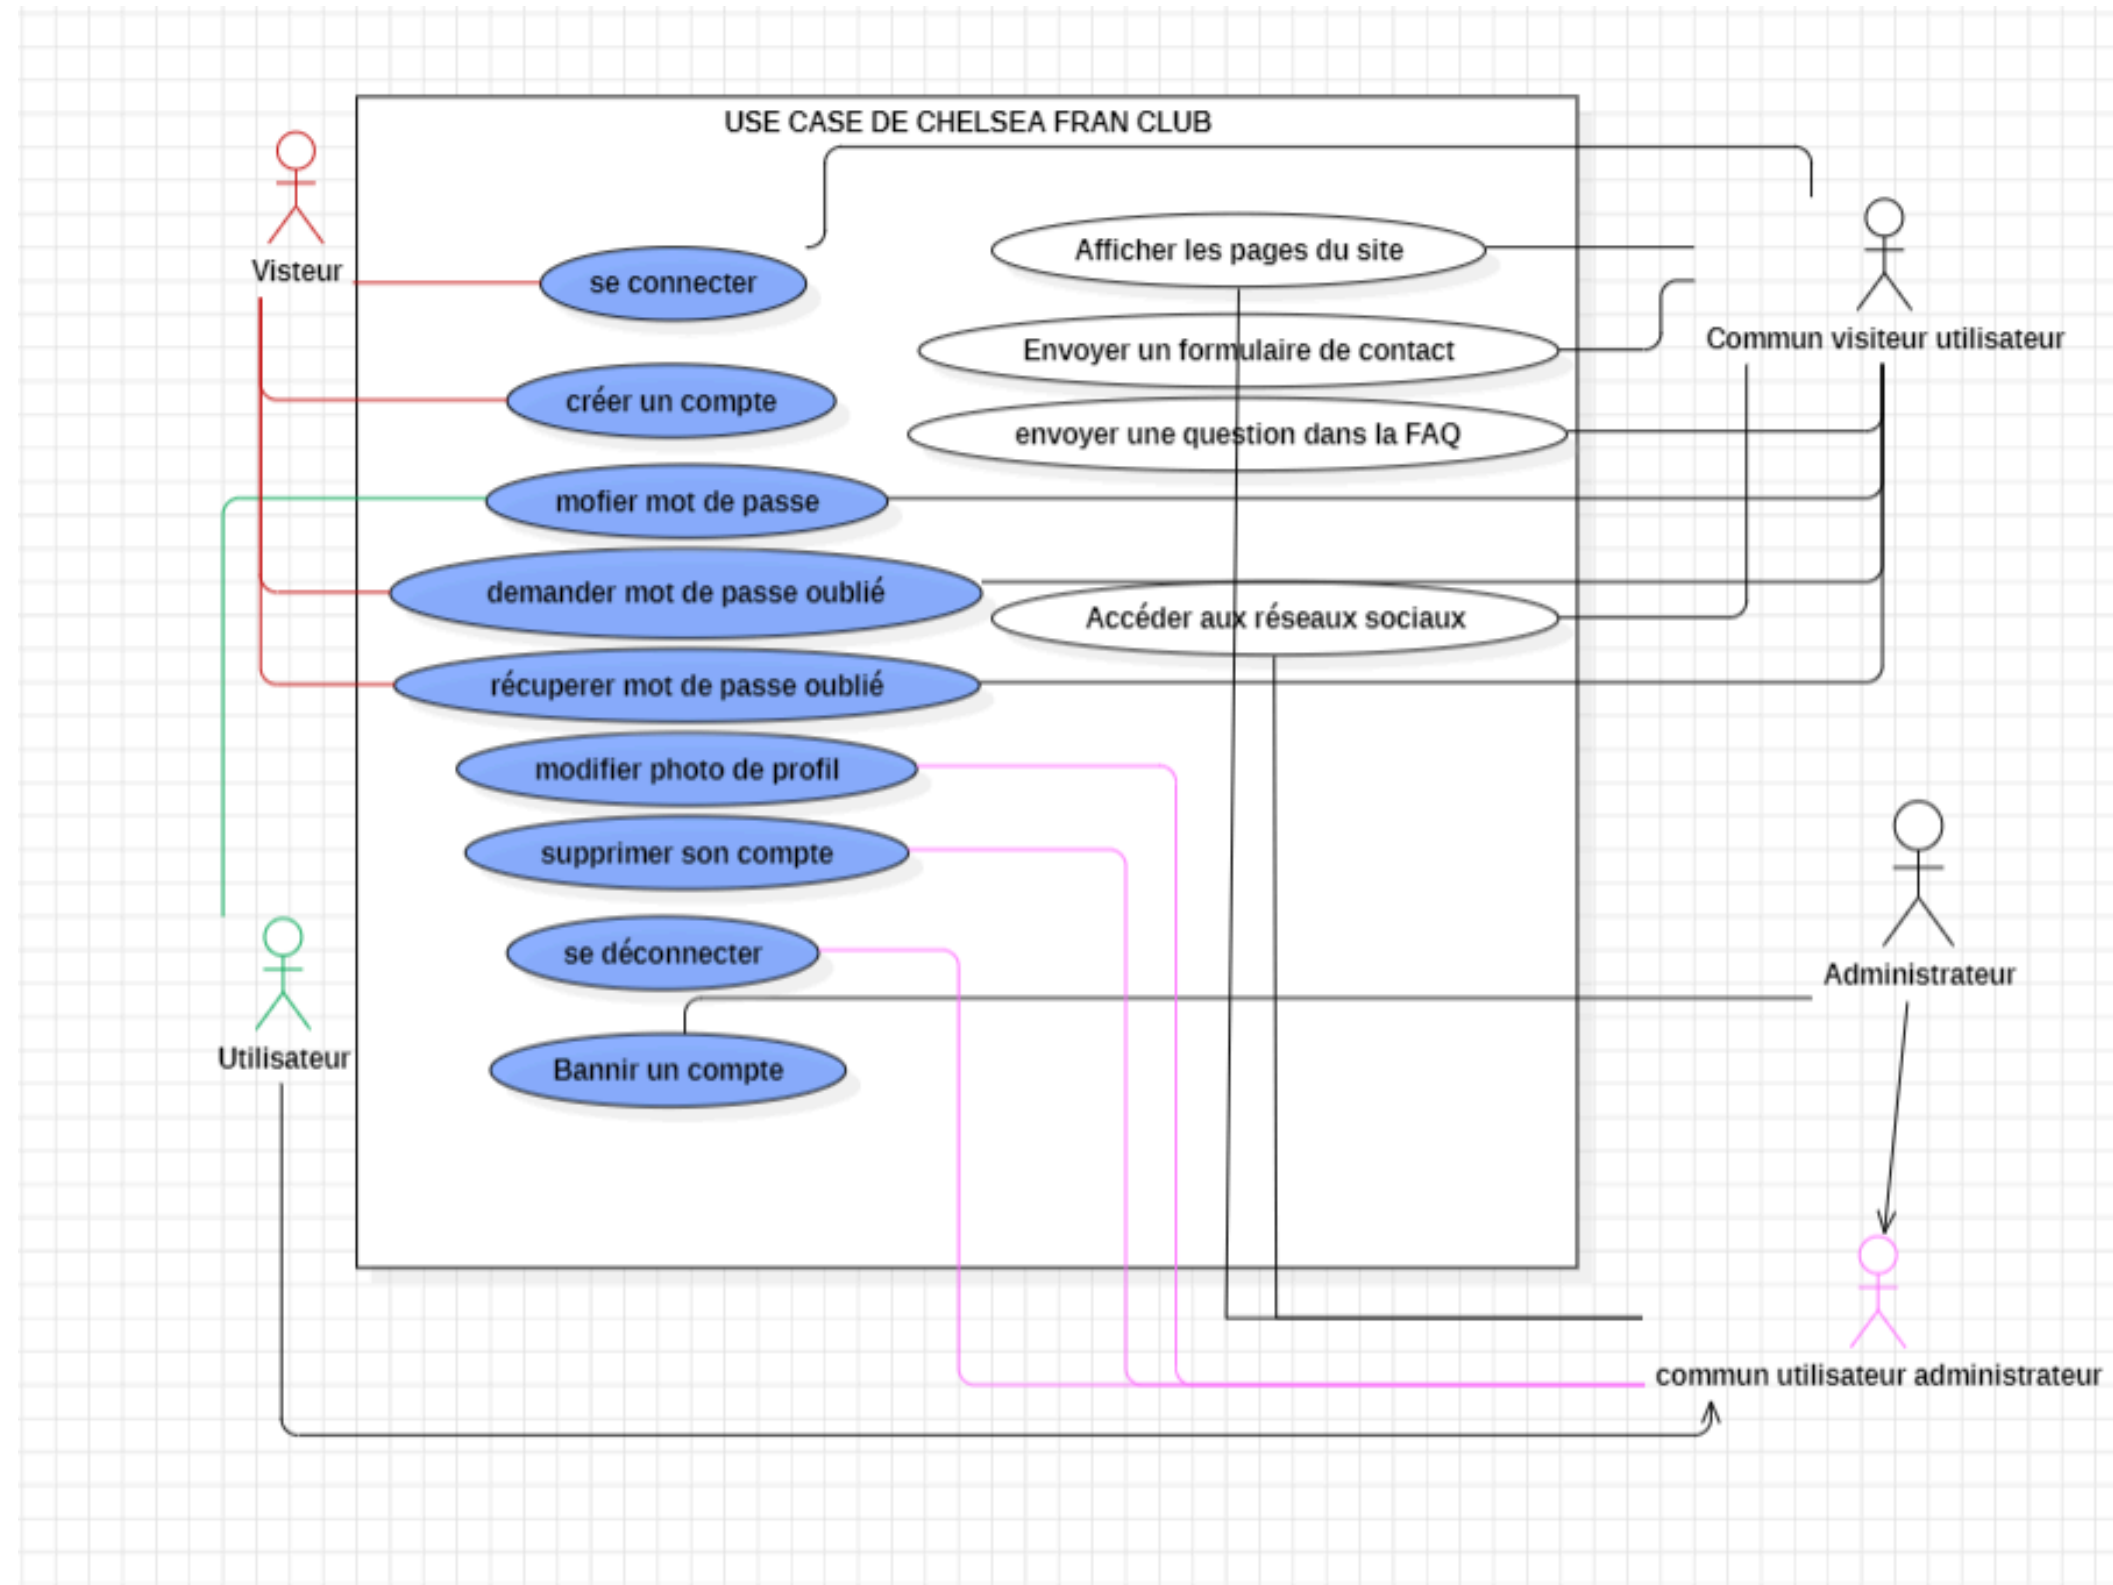 USE CASE DE CHELSEA FRAN CLUB
Visteur
se connecter
créer un compte
mofier mot de passe
demander mot de passe oublié
récuperer mot de passe oublié
modifier photo de profil
supprimer son compte
se déconnecter
Bannir un compte
Afficher les pages du site
Envoyer un formulaire de contact
envoyer une question dans la FAQ
Accéder aux réseaux sociaux
Commun visiteur utilisateur
Utilisateur
Administrateur
commun utilisateur administrateur